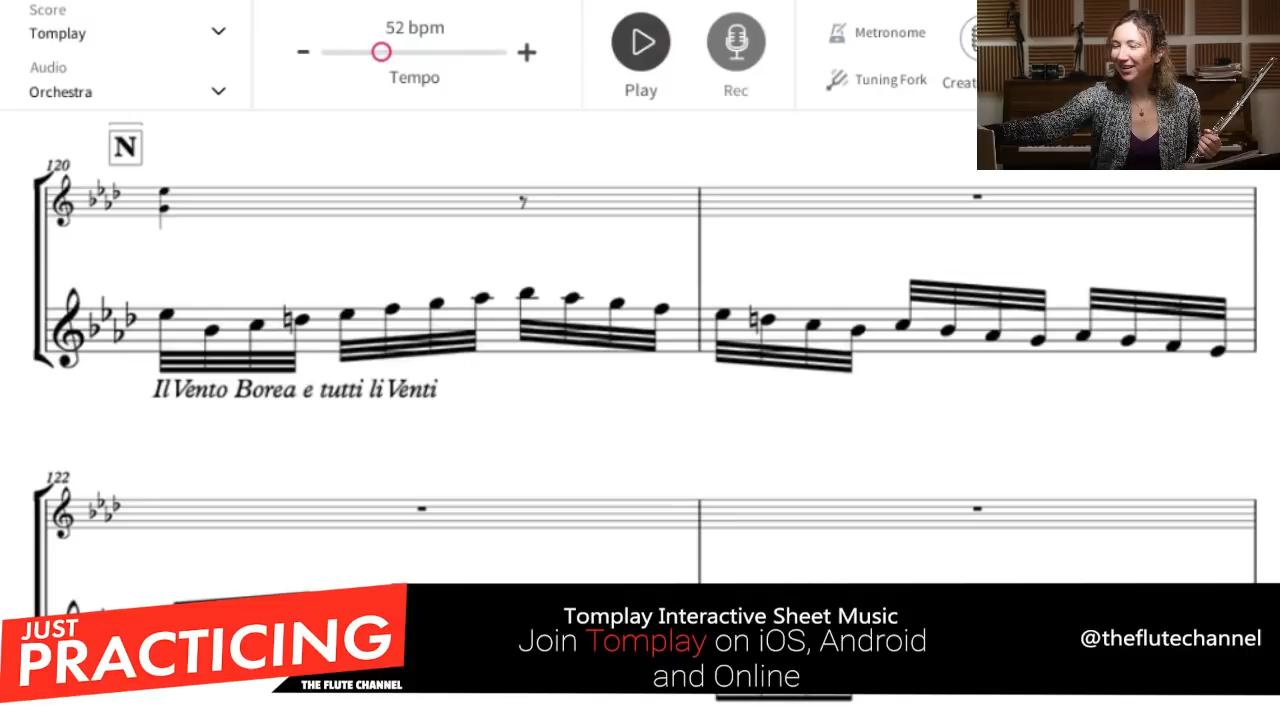 Score
Tomplay
Audio
Orchestra
52 bpm
- +
Tempo
Play
Rec
Metronome
Tuning Fork
Creat
N
120
Il Vento Borea e tutti li Venti
122
JUST
PRACTICING
THE FLUTE CHANNEL
Tomplay Interactive Sheet Music
Join Tomplay on iOS, Android
and Online
@theflutechannel